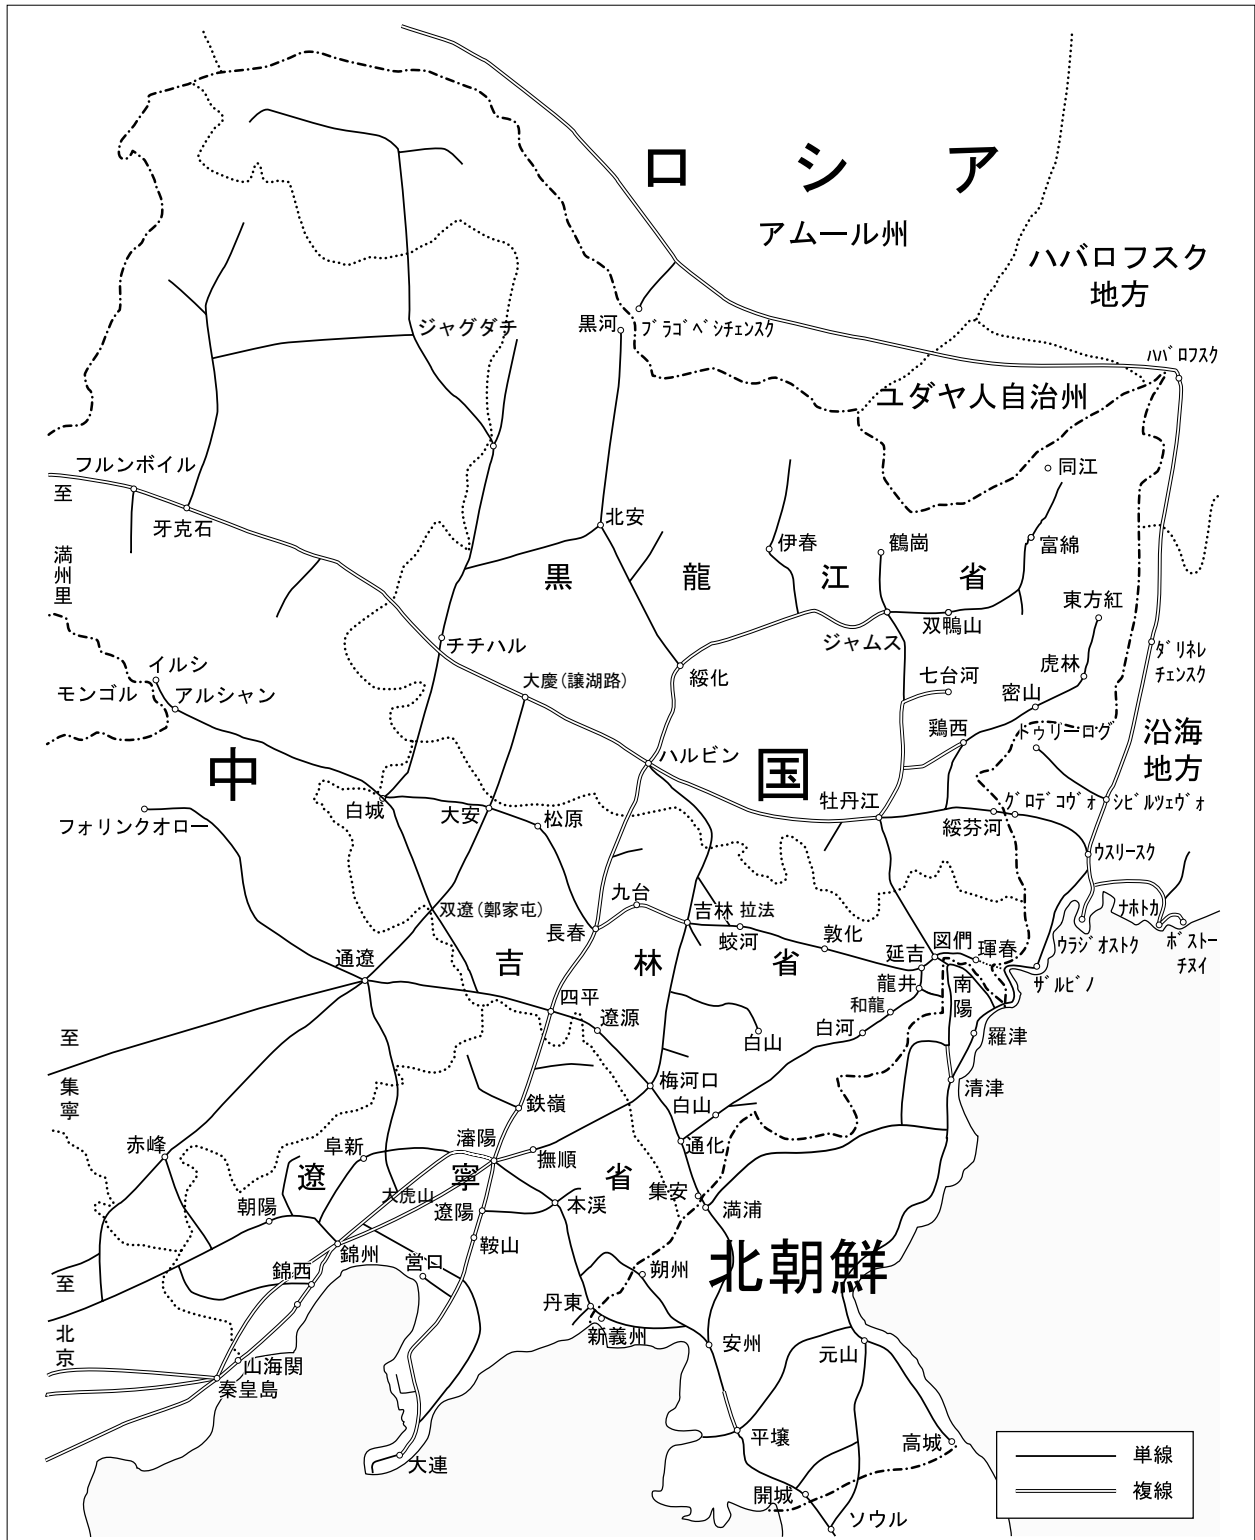 ロシア
アムール州
ハバロフスク
地方
ジャグダチ
黒河
ブラゴベシチェンスク
ハバロフスク
ユダヤ人自治州
フルンボイル
至
満
州
里
牙克石
北安
同江
伊春
鶴崗
富綿
黒龍江省
東方紅
双鴨山
ジャムス
チチハル
ダリネレ
チェンスク
イルシ
モンゴル
アルシャン
大慶(譲湖路)
綏化
七台河
虎林
密山
鶏西
トゥリーログ
沿海
地方
中国
ハルビン
牡丹江
グロデコヴォ
シビルツェヴォ
白城
大安
松原
綏芬河
フォリンクオロー
ウスリースク
九台
双遼(鄭家屯)
吉林
拉法
ナホトカ
長春
蛟河
敦化
延吉
図們
琿春
ウラジオストク
ボストー
チヌイ
通遼
吉林省
龍井
南
陽
ザルビノ
四平
遼源
和龍
白河
羅津
至
集
寧
白山
梅河口
清津
鉄嶺
白山
赤峰
阜新
瀋陽
撫順
通化
遼寧省
大虎山
朝陽
遼陽
本渓
集安
満浦
錦州
鞍山
錦西
営口
北朝鮮
朔州
至
北
京
丹東
新義州
安州
元山
山海関
秦皇島
平壌
高城
大連
開城
ソウル
単線
複線